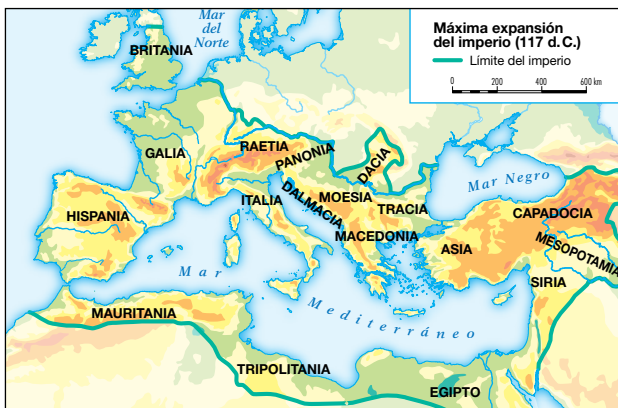 Mar
del
Norte
Máxima expansión
del imperio (117 d. C.)
Límite del imperio
0 200 400 600 km
BRITANIA
GALIA
RAETIA
PANONIA
DACIA
Mar Negro
HISPANIA
ITALIA
DALMACIA
MOESIA
TRACIA
MACEDONIA
ASIA
CAPADOCIA
MESOPOTAMIA
SIRIA
Mar Mediterráneo
MAURITANIA
TRIPOLITANIA
EGIPTO